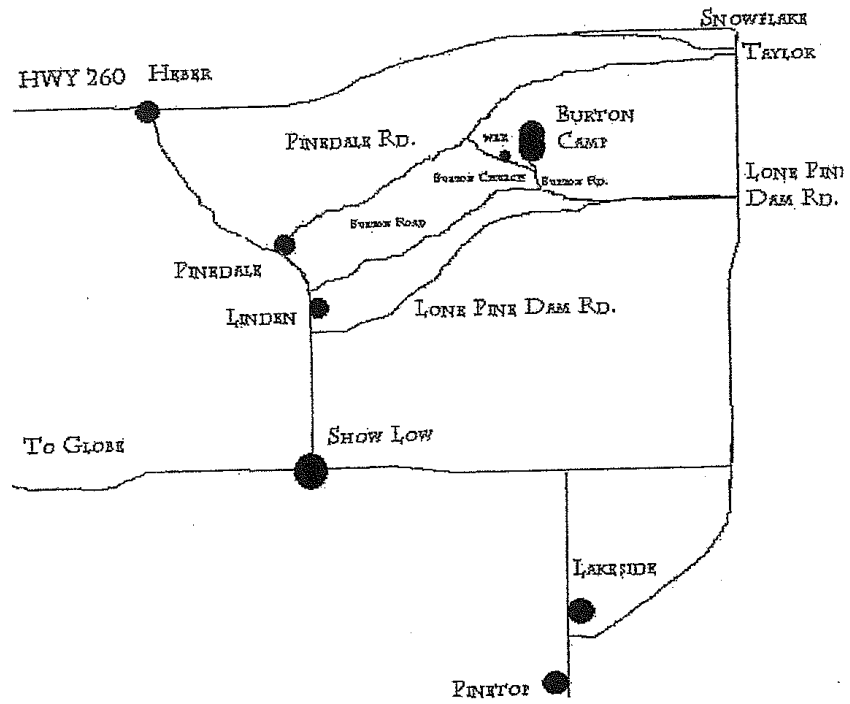 SNOWFLAKE
TAYLOR
HWY 260 HEBER
BURTON
CAMP
PINEDALE RD.
LONE PIN
DAM RD.
BURTON CHURCH
BURTON RD.
BURTON ROAD
PINEDALE
LINDEN
LONE PINE DAM RD.
SHOW LOW
TO GLOBE
LAKESIDE
PINETOP